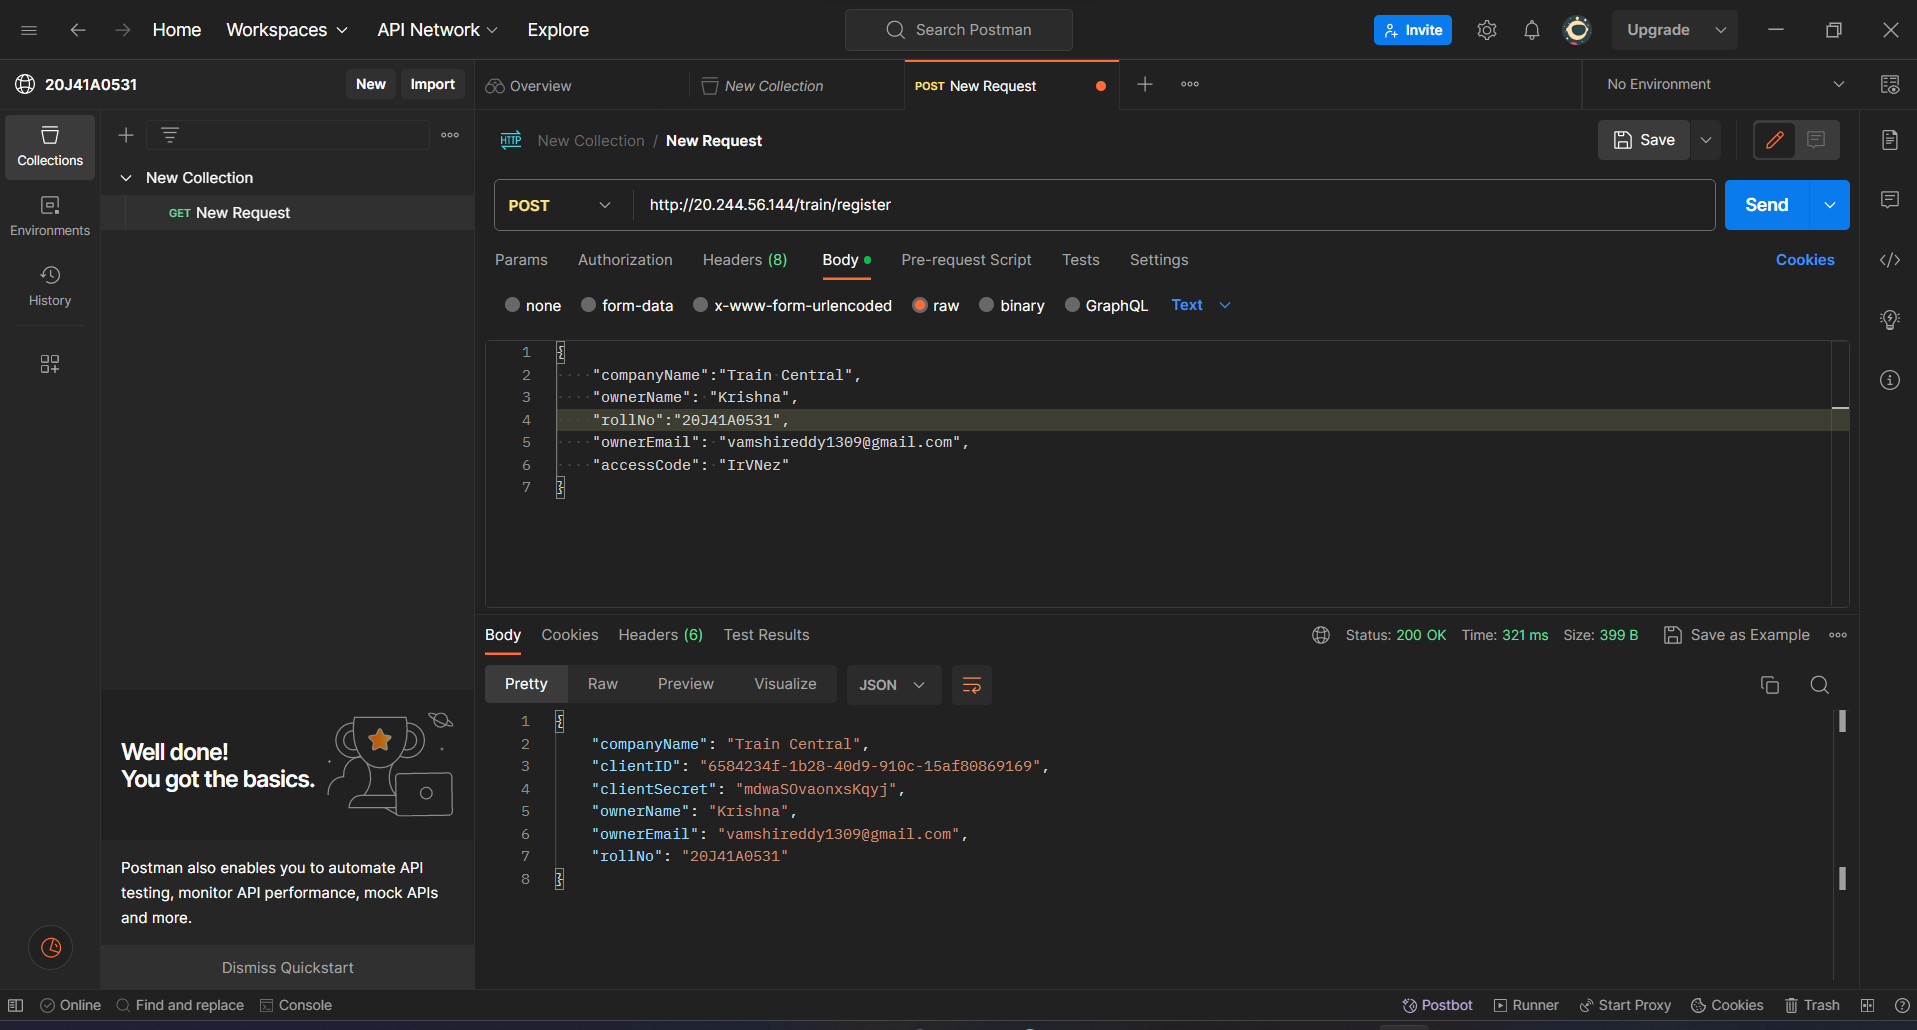 Home Workspaces API Network Explore Search Postman Invite Upgrade
20J41A0531 New Import Overview New Collection POST New Request No Environment
Collections
Environments
History
New Collection
GET New Request
HTTP New Collection / New Request Save
POST http://20.244.56.144/train/register Send
Params Authorization Headers (8) Body Pre-request Script Tests Settings Cookies
none form-data x-www-form-urlencoded raw binary GraphQL Text
1 {
2 "companyName":"Train Central",
3 "ownerName": "Krishna",
4 "rollNo":"20J41A0531",
5 "ownerEmail": "vamshireddy1309@gmail.com",
6 "accessCode": "IrVNez"
7 }
Body Cookies Headers (6) Test Results Status: 200 OK Time: 321 ms Size: 399 B Save as Example
Pretty Raw Preview Visualize JSON
1 {
2 "companyName": "Train Central",
3 "clientID": "6584234f-1b28-40d9-910c-15af80869169",
4 "clientSecret": "mdwaSOvaonxsKqyj",
5 "ownerName": "Krishna",
6 "ownerEmail": "vamshireddy1309@gmail.com",
7 "rollNo": "20J41A0531"
8 }
Well done!
You got the basics.
Postman also enables you to automate API
testing, monitor API performance, mock APIs
and more.
Dismiss Quickstart
Online Find and replace Console Postbot Runner Start Proxy Cookies Trash